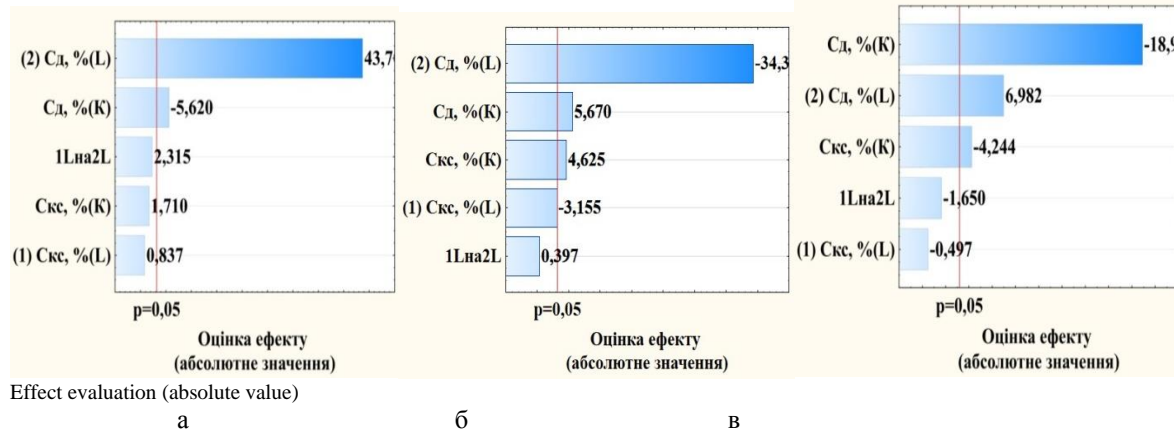 (2) Сд, %(L)
43,7
Сд, %(К)
-5,620
1Lна2L
2,315
Скс, %(К)
1,710
(1) Скс, %(L)
0,837
p=0,05
Оцінка ефекту
(абсолютне значення)
(2) Сд, %(L)
-34,3
Сд, %(К)
5,670
Скс, %(К)
4,625
(1) Скс, %(L)
-3,155
1Lна2L
0,397
p=0,05
Оцінка ефекту
(абсолютне значення)
Сд, %(К)
-18,9
(2) Сд, %(L)
6,982
Скс, %(К)
-4,244
1Lна2L
-1,650
(1) Скс, %(L)
-0,497
p=0,05
Оцінка ефекту
(абсолютне значення)
Effect evaluation (absolute value)
а б в